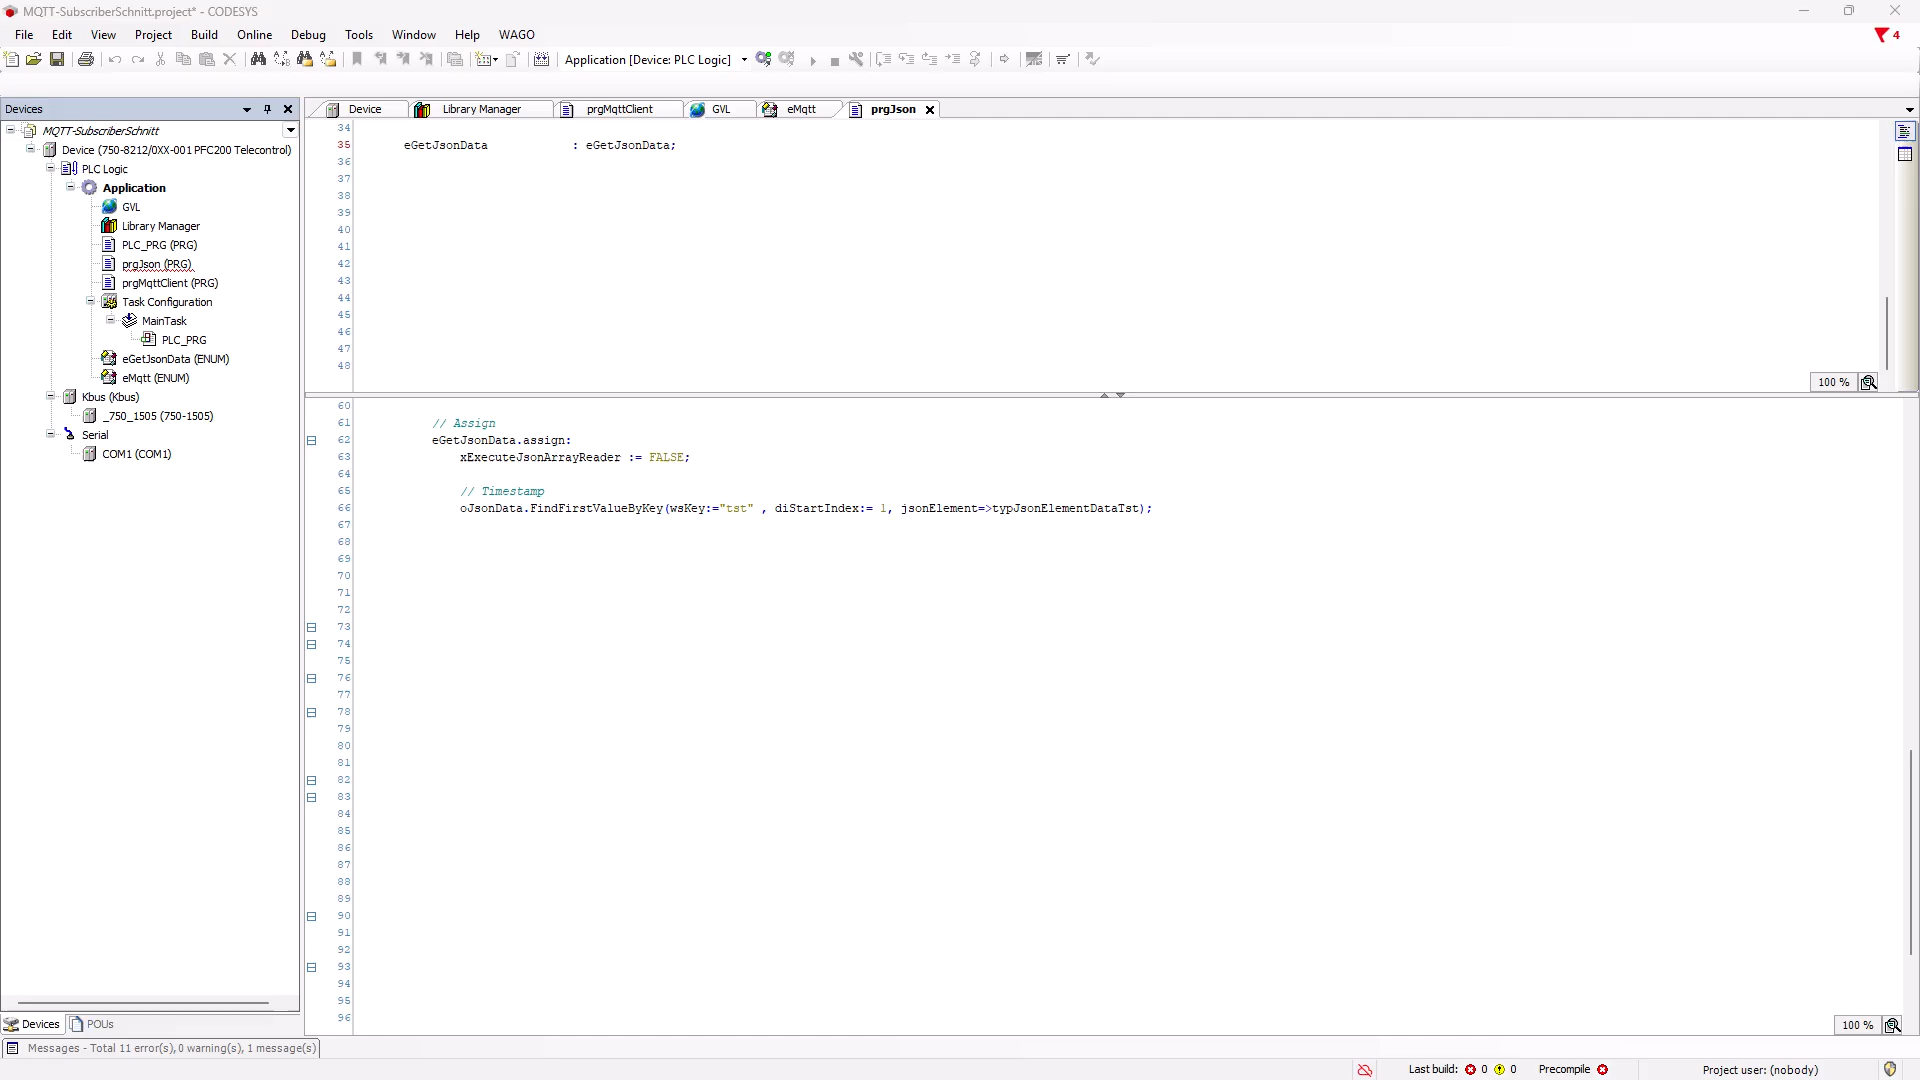 MQTT-SubscriberSchnitt.project* - CODESYS
File Edit View Project Build Online Debug Tools Window Help WAGO
4
Application [Device: PLC Logic]
Devices
Device Library Manager prgMqttClient GVL eMqtt prgJson
MQTT-SubscriberSchnitt
Device (750-8212/0XX-001 PFC200 Telecontrol)
PLC Logic
Application
GVL
Library Manager
PLC_PRG (PRG)
prgJson (PRG)
prgMqttClient (PRG)
Task Configuration
MainTask
PLC_PRG
eGetJsonData (ENUM)
eMqtt (ENUM)
Kbus (Kbus)
_750_1505 (750-1505)
Serial
COM1 (COM1)
34
35 eGetJsonData : eGetJsonData;
36
37
38
39
40
41
42
43
44
45
46
47
48
100 %
60
61 // Assign
62 eGetJsonData.assign:
63 xExecuteJsonArrayReader := FALSE;
64
65 // Timestamp
66 oJsonData.FindFirstValueByKey(wsKey:="tst" , diStartIndex:= 1, jsonElement=>typJsonElementDataTst);
67
68
69
70
71
72
73
74
75
76
77
78
79
80
81
82
83
84
85
86
87
88
89
90
91
92
93
94
95
96
100 %
Devices POUs
Messages - Total 11 error(s), 0 warning(s), 1 message(s)
Last build: 0 0 Precompile Project user: (nobody)